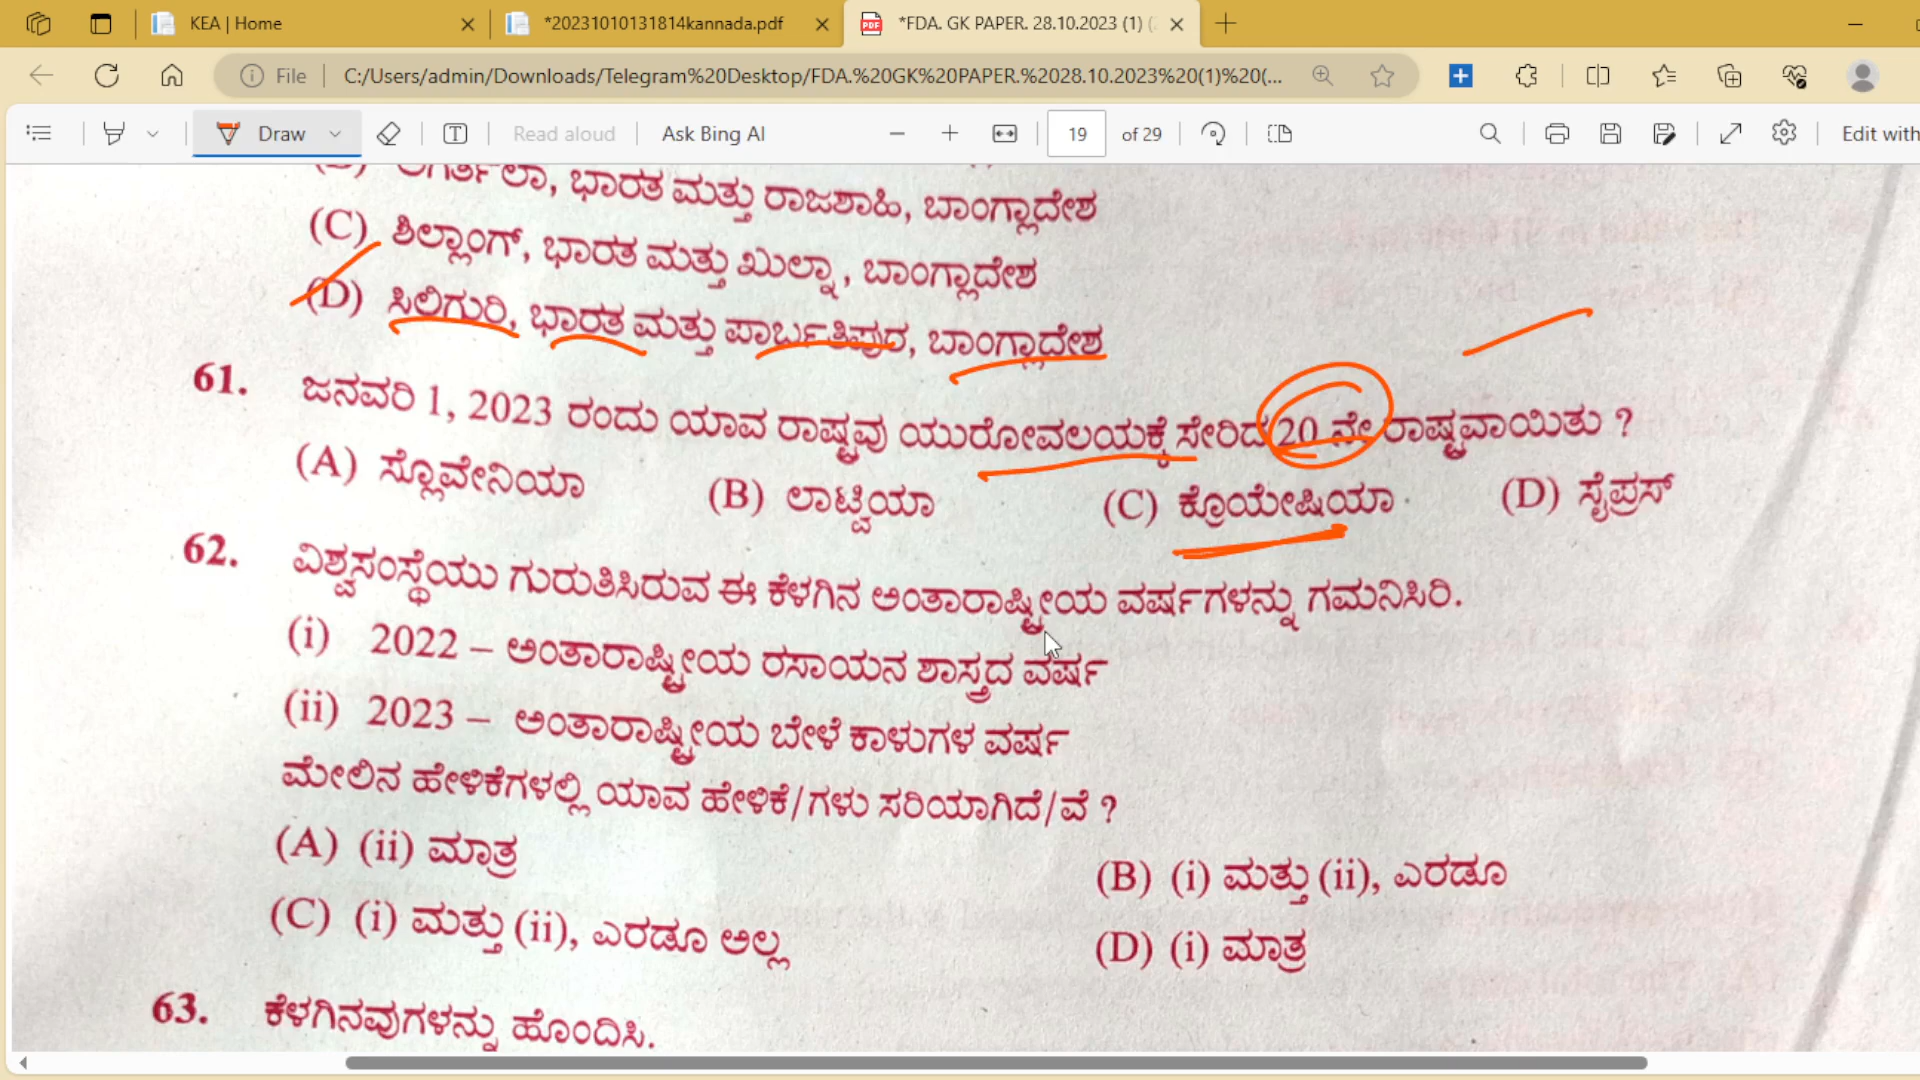 KEA | Home
*20231010131814kannada.pdf
*FDA. GK PAPER. 28.10.2023 (1) (
File
C:/Users/admin/Downloads/Telegram%20Desktop/FDA.%20GK%20PAPER.%2028.10.2023%20(1)%20(...
Draw
Read aloud
Ask Bing AI
19 of 29
Edit with
ಭಾರತ ಮತ್ತು ರಾಜಶಾಹಿ, ಬಾಂಗ್ಲಾದೇಶ
(C) ಶಿಲ್ಲಾಂಗ್, ಭಾರತ ಮತ್ತು ಖುಲ್ನಾ, ಬಾಂಗ್ಲಾದೇಶ
(D) ಸಿಲಿಗುರಿ, ಭಾರತ ಮತ್ತು ಪಾರ್ಬತಿಪುರ, ಬಾಂಗ್ಲಾದೇಶ
61. ಜನವರಿ 1, 2023 ರಂದು ಯಾವ ರಾಷ್ಟ್ರವು ಯುರೋವಲಯಕ್ಕೆ ಸೇರಿದ 20 ನೇ ರಾಷ್ಟ್ರವಾಯಿತು ?
(A) ಸ್ಲೊವೇನಿಯಾ (B) ಲಾಟ್ವಿಯಾ (C) ಕ್ರೊಯೇಷಿಯಾ (D) ಸೈಪ್ರಸ್
62. ವಿಶ್ವಸಂಸ್ಥೆಯು ಗುರುತಿಸಿರುವ ಈ ಕೆಳಗಿನ ಅಂತಾರಾಷ್ಟ್ರೀಯ ವರ್ಷಗಳನ್ನು ಗಮನಿಸಿರಿ.
(i) 2022 – ಅಂತಾರಾಷ್ಟ್ರೀಯ ರಸಾಯನ ಶಾಸ್ತ್ರದ ವರ್ಷ
(ii) 2023 – ಅಂತಾರಾಷ್ಟ್ರೀಯ ಬೇಳೆ ಕಾಳುಗಳ ವರ್ಷ
ಮೇಲಿನ ಹೇಳಿಕೆಗಳಲ್ಲಿ ಯಾವ ಹೇಳಿಕೆ/ಗಳು ಸರಿಯಾಗಿದೆ/ವೆ ?
(A) (ii) ಮಾತ್ರ (B) (i) ಮತ್ತು (ii), ಎರಡೂ
(C) (i) ಮತ್ತು (ii), ಎರಡೂ ಅಲ್ಲ (D) (i) ಮಾತ್ರ
63. ಕೆಳಗಿನವುಗಳನ್ನು ಹೊಂದಿಸಿ.